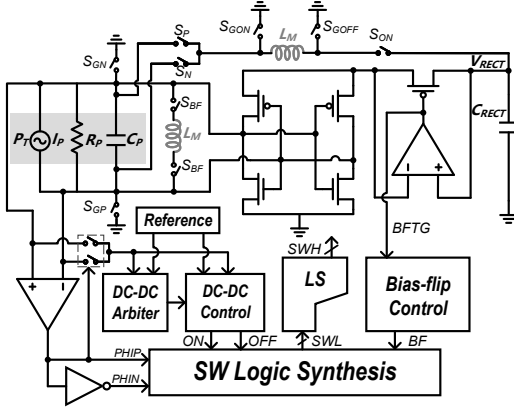 S_P
S_GON
L_M
S_GOFF
S_ON
S_GN
S_N
V_RECT
S_BF
C_RECT
P_T
I_P
R_P
C_P
L_M
S_BF
S_GP
+
-
-
+
Reference
SWH
BFTG
DC-DC
Arbiter
DC-DC
Control
LS
Bias-flip
Control
+
-
ON
OFF
SWL
BF
PHIP
SW Logic Synthesis
PHIN